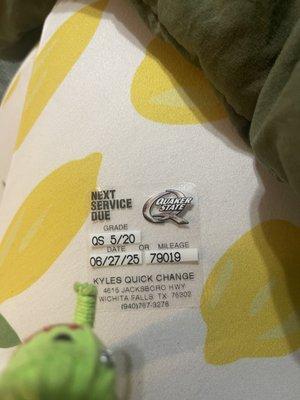 NEXT
SERVICE
DUE
QUAKER
STATE
GRADE
QS 5/20
DATE OR MILEAGE
06/27/25 79019
KYLES QUICK CHANGE
4615 JACKSBORO HWY
WICHITA FALLS, TX 76302
(940)767-3278